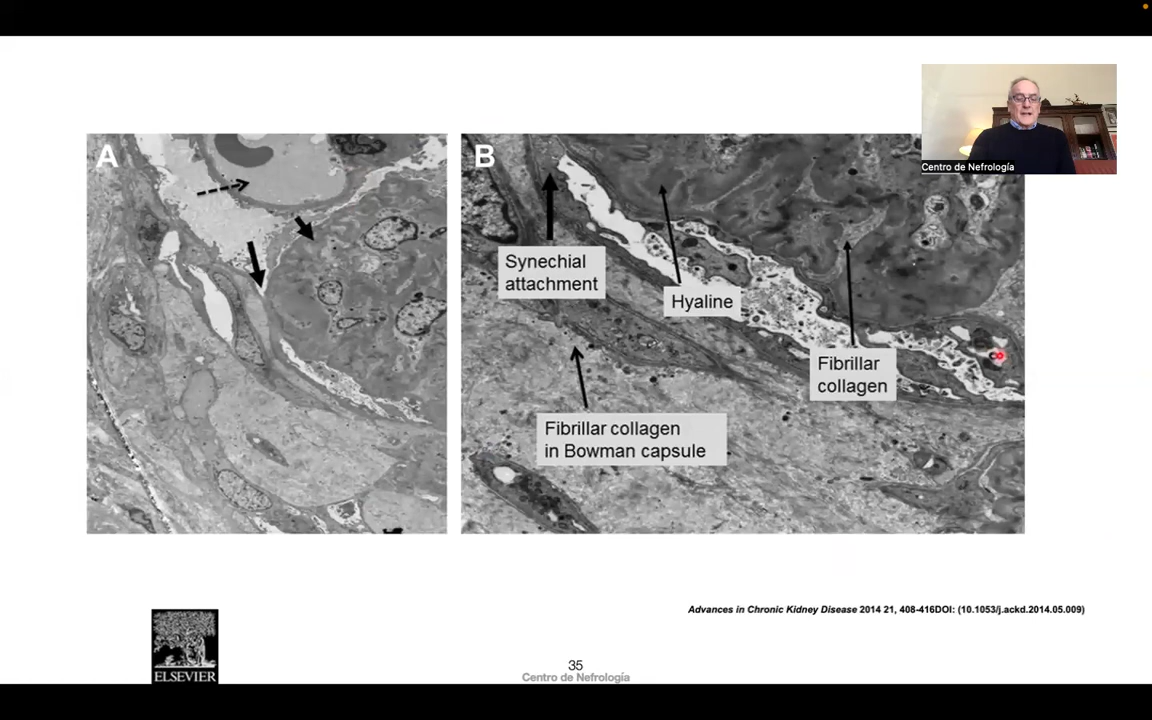 A
B
Centro de Nefrología
Synechial
attachment
Hyaline
Fibrillar
collagen
Fibrillar collagen
in Bowman capsule
Advances in Chronic Kidney Disease 2014 21, 408-416DOI: (10.1053/j.ackd.2014.05.009)
ELSEVIER
35
Centro de Nefrología